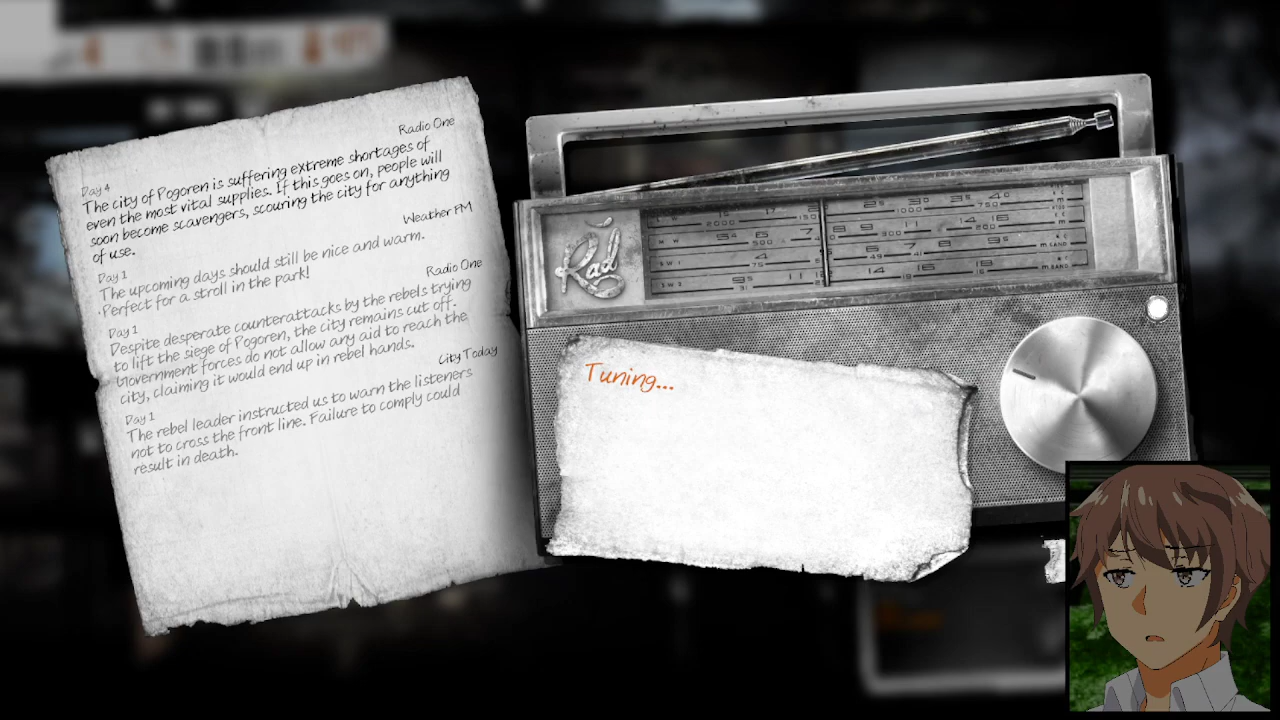 Radio One
Day 4
The city of Pogoren is suffering extreme shortages of
even the most vital supplies. If this goes on, people will
soon become scavengers, scouring the city for anything
of use.
Weather FM
Day 1
The upcoming days should still be nice and warm.
Perfect for a stroll in the park!
Radio One
Day 1
Despite desperate counterattacks by the rebels trying
to lift the siege of Pogoren, the city remains cut off.
Government forces do not allow any aid to reach the
city, claiming it would end up in rebel hands.
City Today
Day 1
The rebel leader instructed us to warn the listeners
not to cross the front line. Failure to comply could
result in death.
Rad
Tuning...